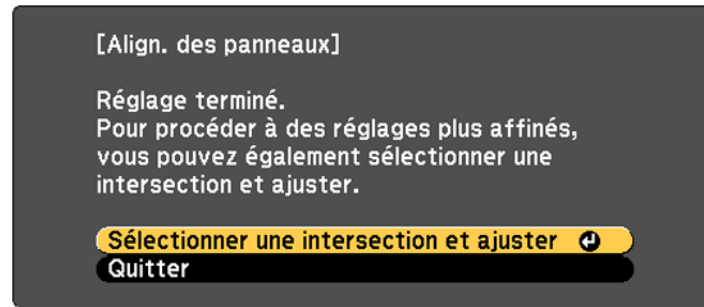 [Align. des panneaux]
Réglage terminé.
Pour procéder à des réglages plus affinés,
vous pouvez également sélectionner une
intersection et ajuster.
Sélectionner une intersection et ajuster
Quitter